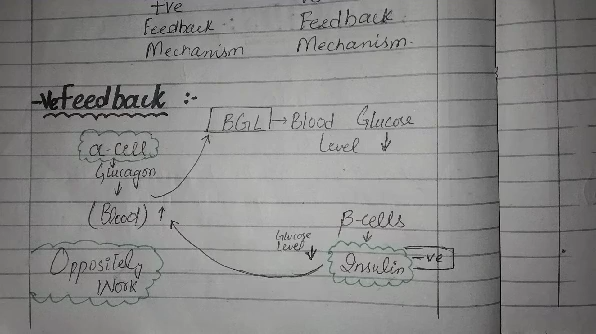 +ve
Feedback
Feedback
Mechanism
Mechanism
-Ve Feedback :-
BGL → Blood Glucose
Level ↓
α-cell
Glucagon
↓
(Blood) ↑
β-cells
↓
Glucose
Level ↓
Insulin -ve
Oppositely
Work